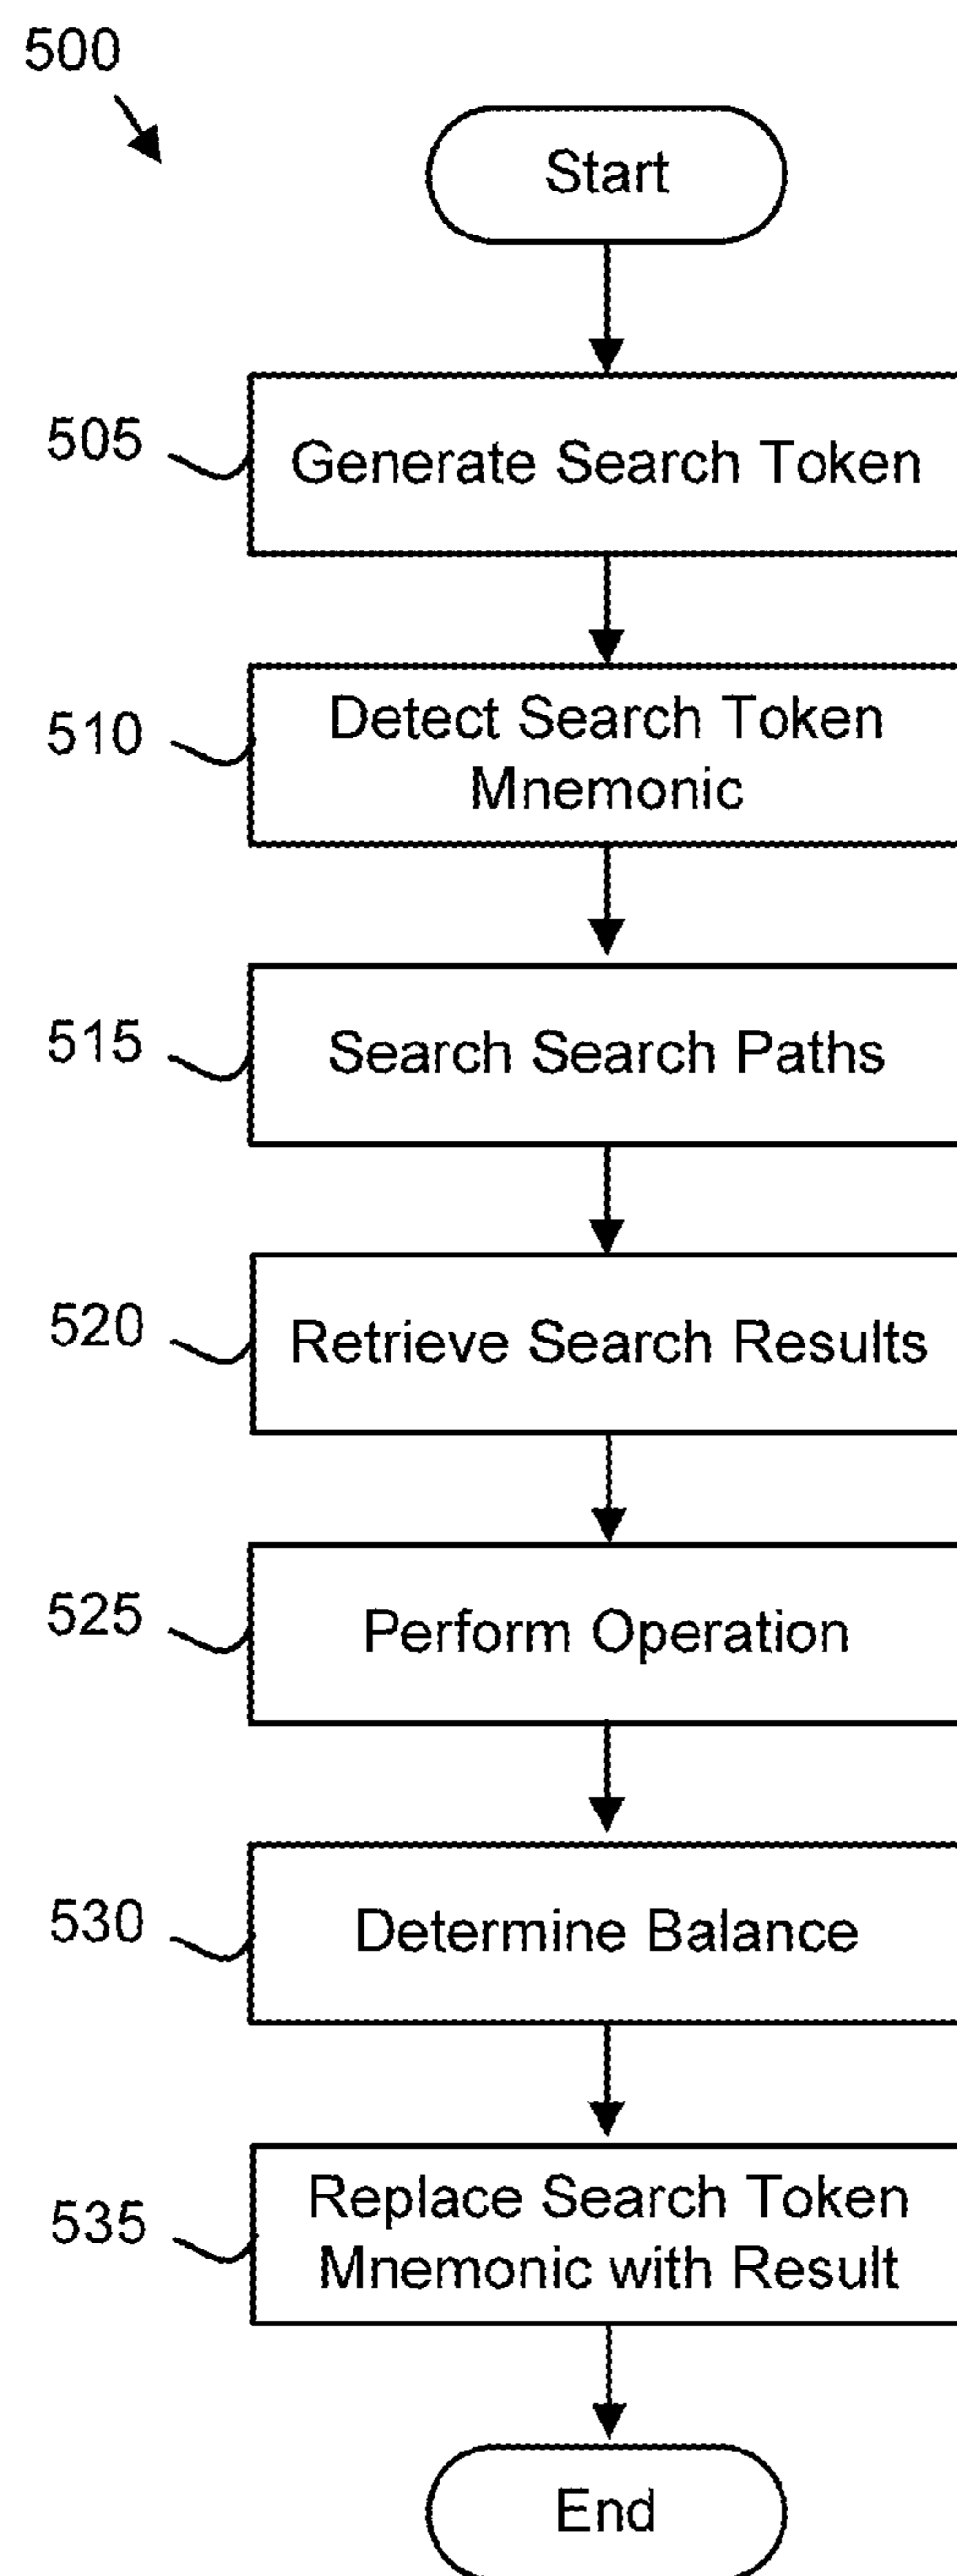 500
Start
505
Generate Search Token
510
Detect Search Token
Mnemonic
515
Search Search Paths
520
Retrieve Search Results
525
Perform Operation
530
Determine Balance
535
Replace Search Token
Mnemonic with Result
End